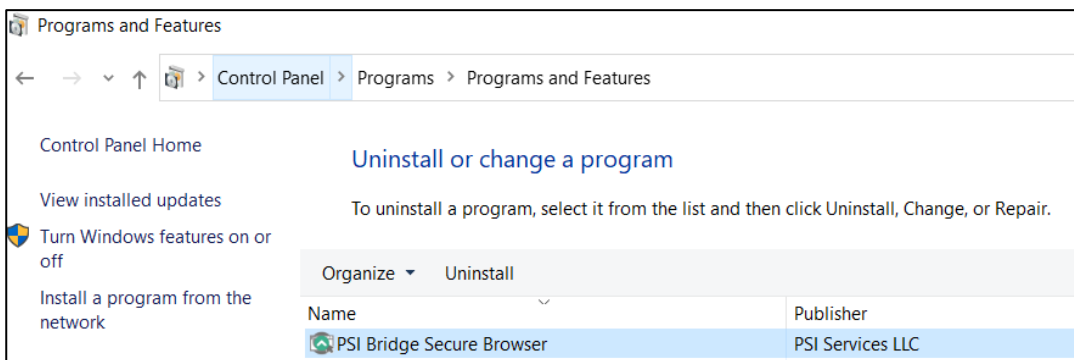 Programs and Features
Control Panel > Programs > Programs and Features
Control Panel Home
Uninstall or change a program
View installed updates
To uninstall a program, select it from the list and then click Uninstall, Change, or Repair.
Turn Windows features on or
off
Organize Uninstall
Install a program from the
network
Name Publisher
PSI Bridge Secure Browser PSI Services LLC